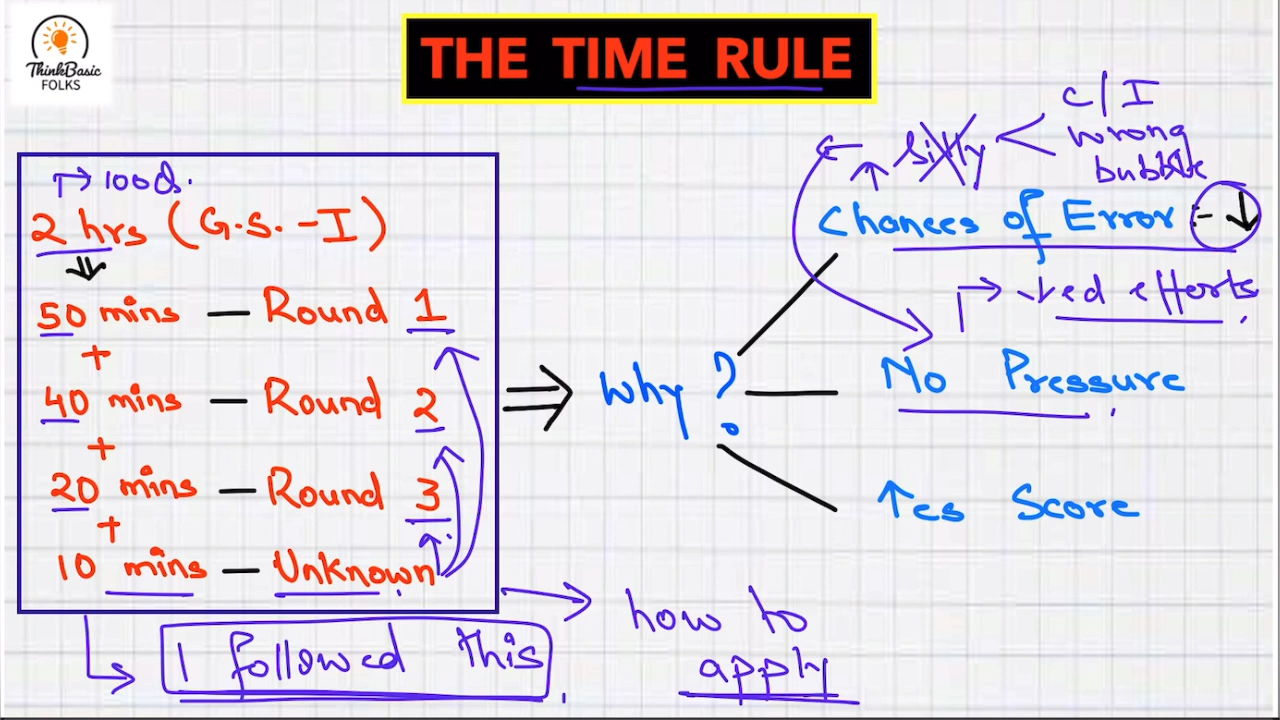 ThinkBasic
FOLKS
THE TIME RULE
100Q.
2 hrs (G.S.-I)
50 mins — Round 1
+
40 mins — Round 2
+
20 mins — Round 3
+
10 mins — Unknown
I followed this
how to
apply
Why ?
C/I
wrong
bubble
↑ silly <
Chances of Error :- ↓
↓ed efforts
No Pressure
↑es Score